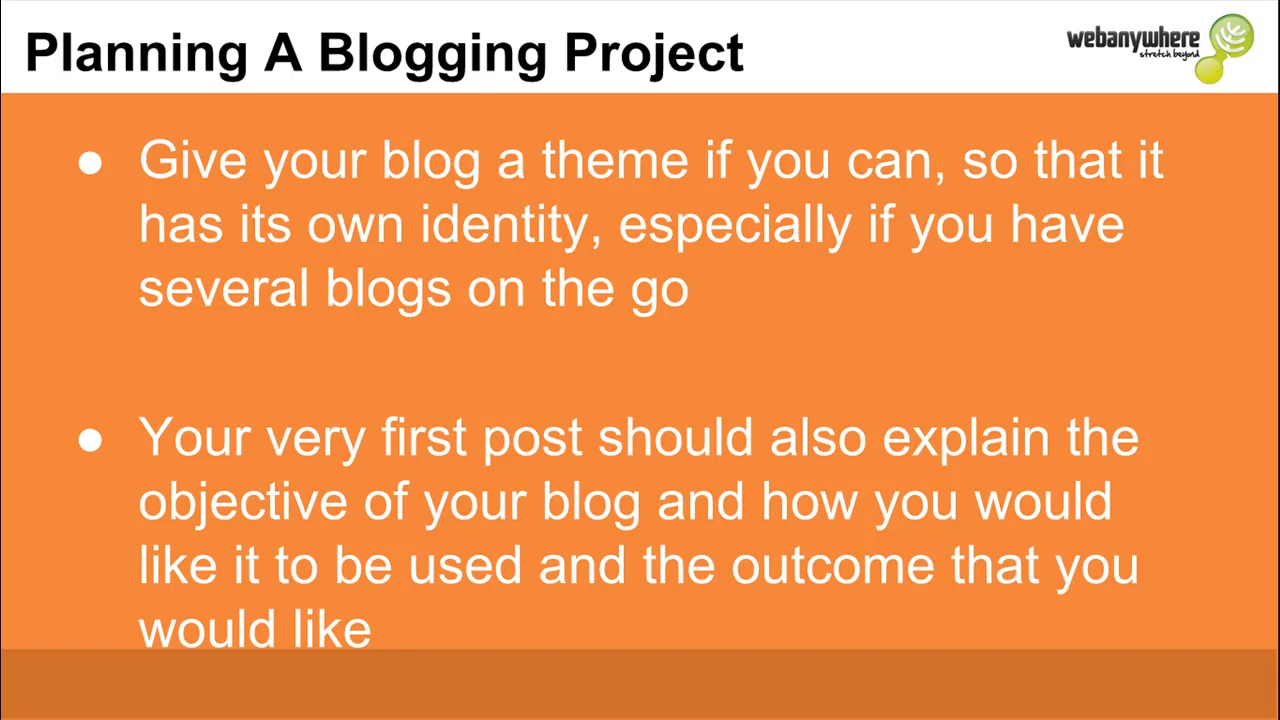 Planning A Blogging Project
webanywhere
stretch beyond
● Give your blog a theme if you can, so that it
has its own identity, especially if you have
several blogs on the go
● Your very first post should also explain the
objective of your blog and how you would
like it to be used and the outcome that you
would like